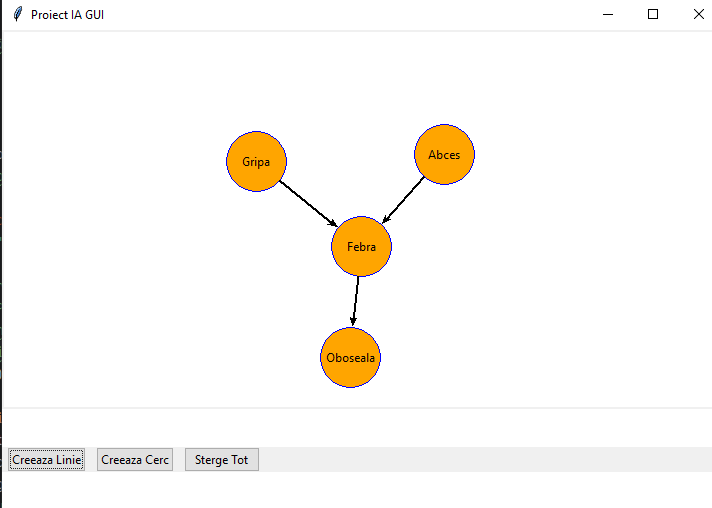 Proiect IA GUI
Gripa
Abces
Febra
Oboseala
Creeaza Linie
Creeaza Cerc
Sterge Tot